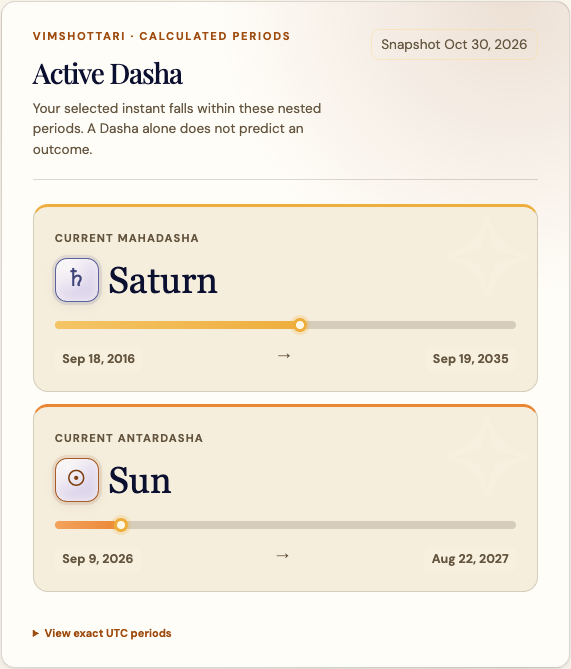 VIMSHOTTARI · CALCULATED PERIODS
Snapshot Oct 30, 2026
Active Dasha
Your selected instant falls within these nested
periods. A Dasha alone does not predict an
outcome.
CURRENT MAHADASHA
♄ Saturn
Sep 18, 2016 → Sep 19, 2035
CURRENT ANTARDASHA
☉ Sun
Sep 9, 2026 → Aug 22, 2027
▶ View exact UTC periods